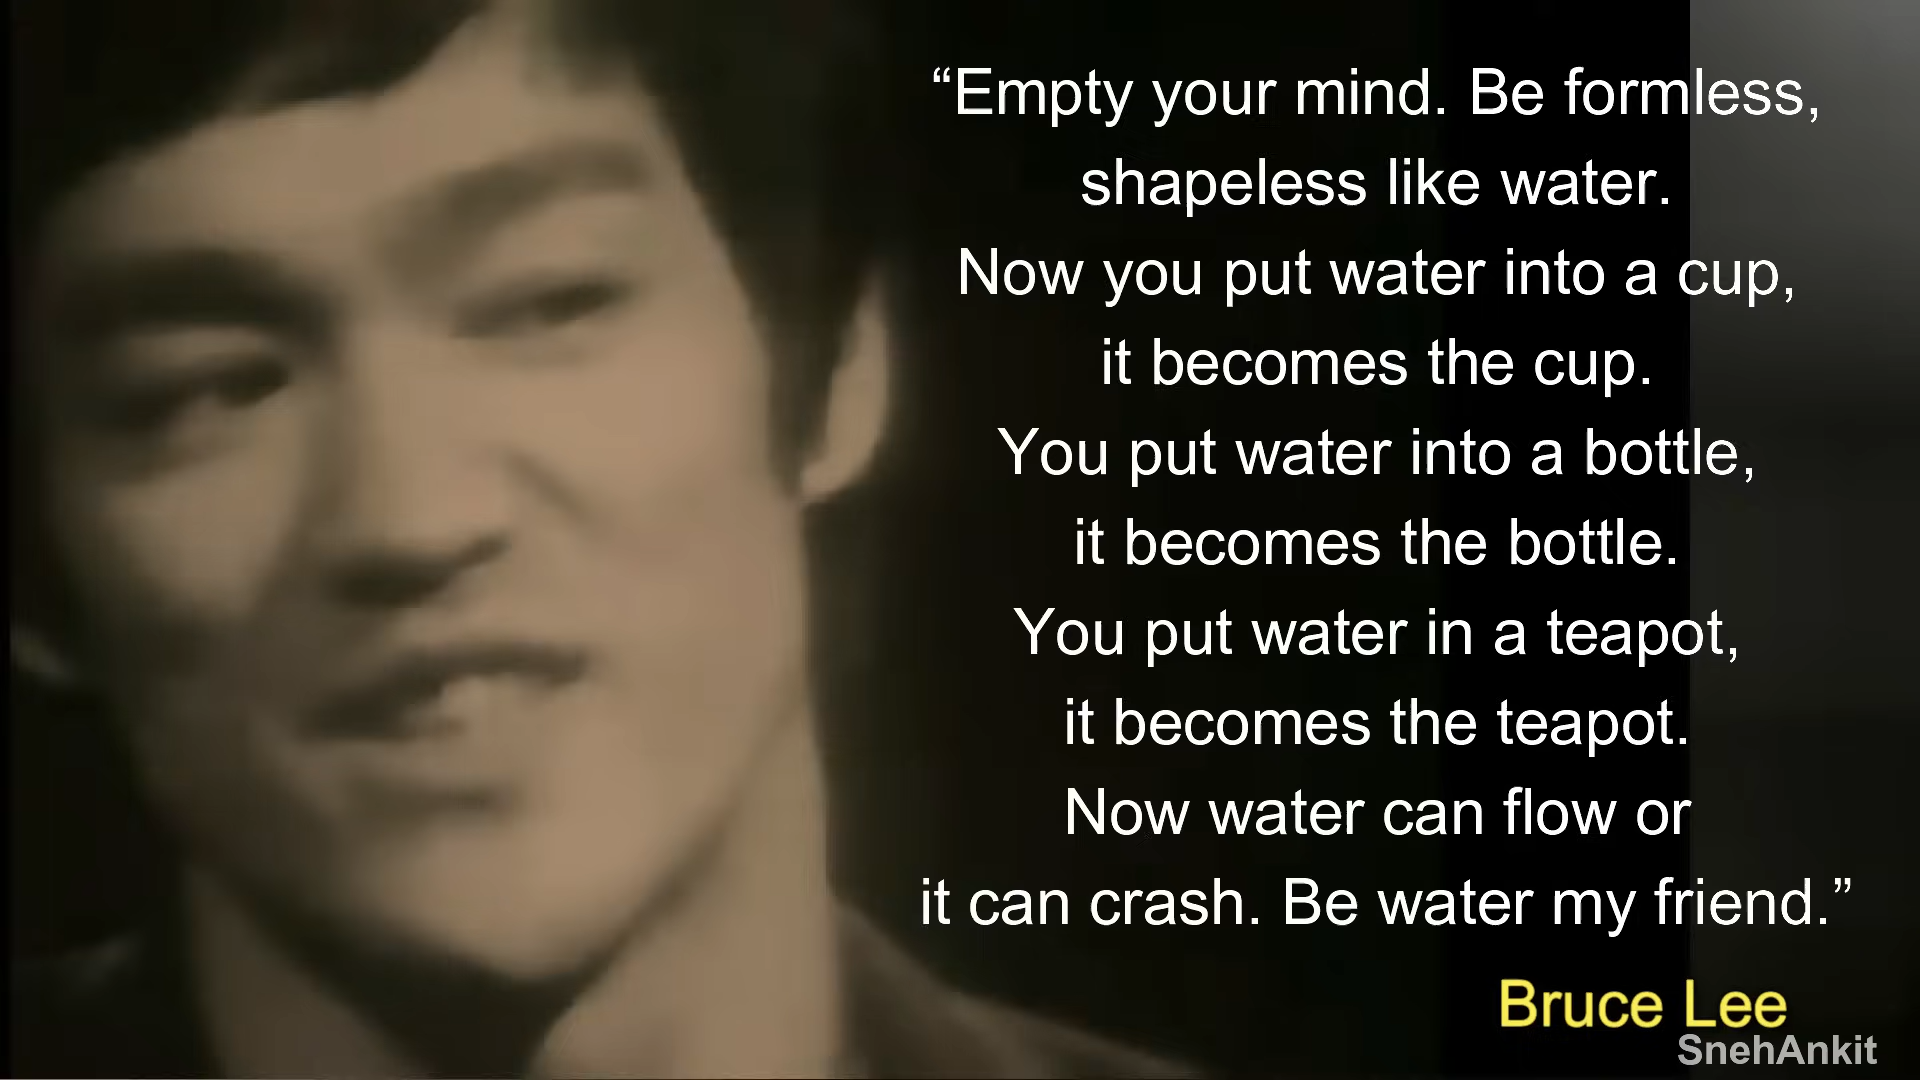 “Empty your mind. Be formless,
shapeless like water.
Now you put water into a cup,
it becomes the cup.
You put water into a bottle,
it becomes the bottle.
You put water in a teapot,
it becomes the teapot.
Now water can flow or
it can crash. Be water my friend.”
Bruce Lee
SnehAnkit